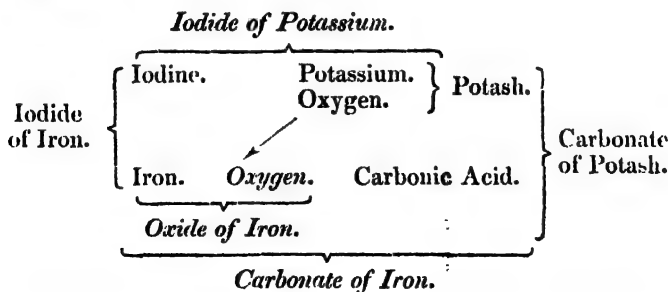 Iodide of Potassium.
Iodine. Potassium.
Oxygen. Potash.
Iodide
of Iron.
Carbonate
of Potash.
Iron. Oxygen. Carbonic Acid.
Oxide of Iron.
Carbonate of Iron.